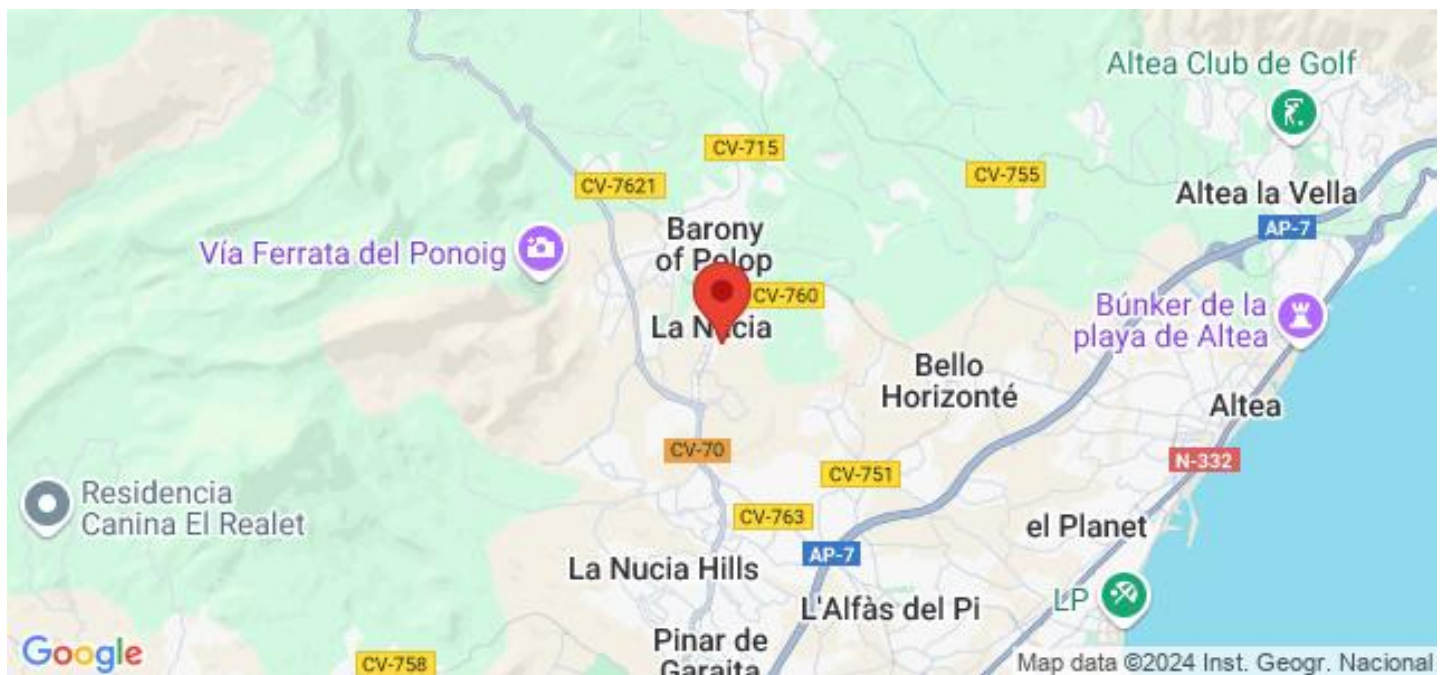 Altea Club de Golf
CV-715
CV-755
CV-7621
Altea la Vella
Barony
of Polop
AP-7
Vía Ferrata del Ponoig
CV-760
Búnker de la
playa de Altea
La Nucia
Bello
Horizonté
Altea
CV-70
N-332
CV-751
Residencia
Canina El Realet
CV-763
el Planet
AP-7
La Nucia Hills
LP
L'Alfàs del Pi
Pinar de
Garaita
Google
CV-758
Map data ©2024 Inst. Geogr. Nacional